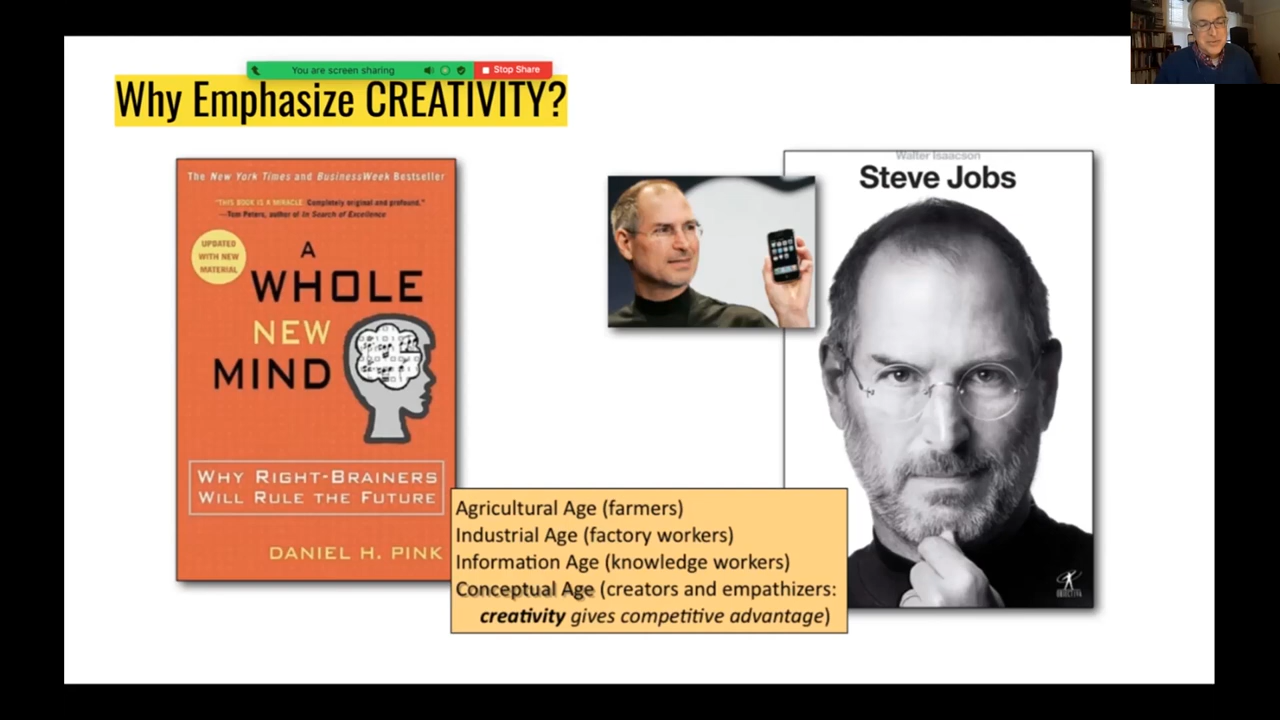 You are screen sharing
Stop Share
Why Emphasize CREATIVITY?
The New York Times and BusinessWeek Bestseller
"THIS BOOK IS A MIRACLE. Completely original and profound."
—Tom Peters, author of In Search of Excellence
UPDATED
WITH NEW
MATERIAL
A
WHOLE
NEW
MIND
WHY RIGHT-BRAINERS
WILL RULE THE FUTURE
DANIEL H. PINK
Walter Isaacson
Steve Jobs
Agricultural Age (farmers)
Industrial Age (factory workers)
Information Age (knowledge workers)
Conceptual Age (creators and empathizers:
creativity gives competitive advantage)